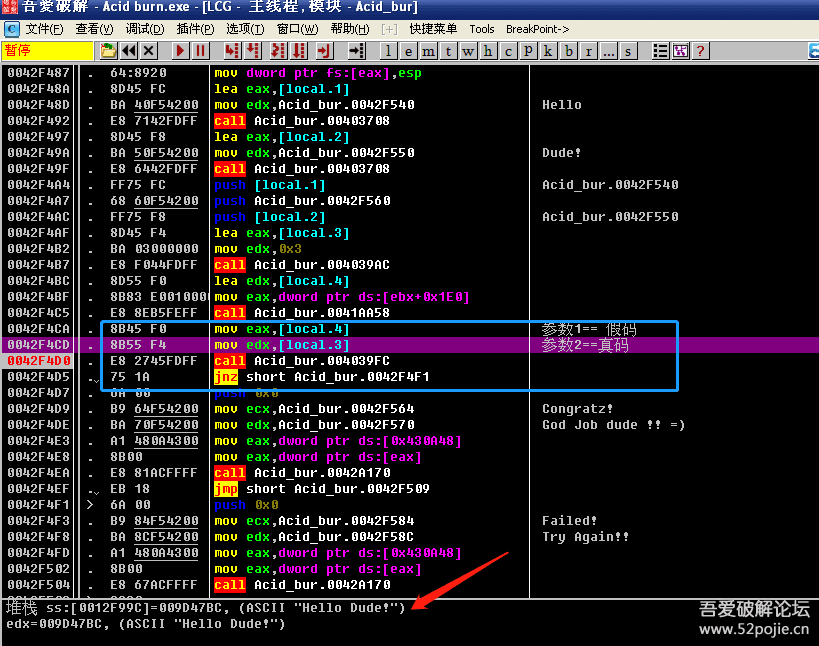 吾爱破解 - Acid burn.exe - [LCG - 主线程, 模块 - Acid_bur]
C 文件(F) 查看(V) 调试(D) 插件(P) 选项(T) 窗口(W) 帮助(H) [+] 快捷菜单 Tools BreakPoint->
暂停 l e m t w h c p k b r ... s ?
0042F487 . 64:8920 mov dword ptr fs:[eax],esp
0042F48A . 8D45 FC lea eax,[local.1]
0042F48D . BA 40F54200 mov edx,Acid_bur.0042F540 Hello
0042F492 . E8 7142FDFF call Acid_bur.00403708
0042F497 . 8D45 F8 lea eax,[local.2]
0042F49A . BA 50F54200 mov edx,Acid_bur.0042F550 Dude!
0042F49F . E8 6442FDFF call Acid_bur.00403708
0042F4A4 . FF75 FC push [local.1] Acid_bur.0042F540
0042F4A7 . 68 60F54200 push Acid_bur.0042F560
0042F4AC . FF75 F8 push [local.2] Acid_bur.0042F550
0042F4AF . 8D45 F4 lea eax,[local.3]
0042F4B2 . BA 03000000 mov edx,0x3
0042F4B7 . E8 F044FDFF call Acid_bur.004039AC
0042F4BC . 8D55 F0 lea edx,[local.4]
0042F4BF . 8B83 E0010000 mov eax,dword ptr ds:[ebx+0x1E0]
0042F4C5 . E8 8EB5FEFF call Acid_bur.0041AA58
0042F4CA . 8B45 F0 mov eax,[local.4] 参数1== 假码
0042F4CD . 8B55 F4 mov edx,[local.3] 参数2==真码
0042F4D0 . E8 2745FDFF call Acid_bur.004039FC
0042F4D5 . 75 1A jnz short Acid_bur.0042F4F1
0042F4D7 . 6A 00 push 0x0
0042F4D9 . B9 64F54200 mov ecx,Acid_bur.0042F564 Congratz!
0042F4DE . BA 70F54200 mov edx,Acid_bur.0042F570 God Job dude !! =)
0042F4E3 . A1 480A4300 mov eax,dword ptr ds:[0x430A48]
0042F4E8 . 8B00 mov eax,dword ptr ds:[eax]
0042F4EA . E8 81ACFFFF call Acid_bur.0042A170
0042F4EF . EB 18 jmp short Acid_bur.0042F509
0042F4F1 > 6A 00 push 0x0
0042F4F3 . B9 84F54200 mov ecx,Acid_bur.0042F584 Failed!
0042F4F8 . BA 8CF54200 mov edx,Acid_bur.0042F58C Try Again!!
0042F4FD . A1 480A4300 mov eax,dword ptr ds:[0x430A48]
0042F502 . 8B00 mov eax,dword ptr ds:[eax]
0042F504 . E8 67ACFFFF call Acid_bur.0042A170
堆栈 ss:[0012F99C]=009D47BC, (ASCII "Hello Dude!")
edx=009D47BC, (ASCII "Hello Dude!")
吾爱破解论坛
www.52pojie.cn